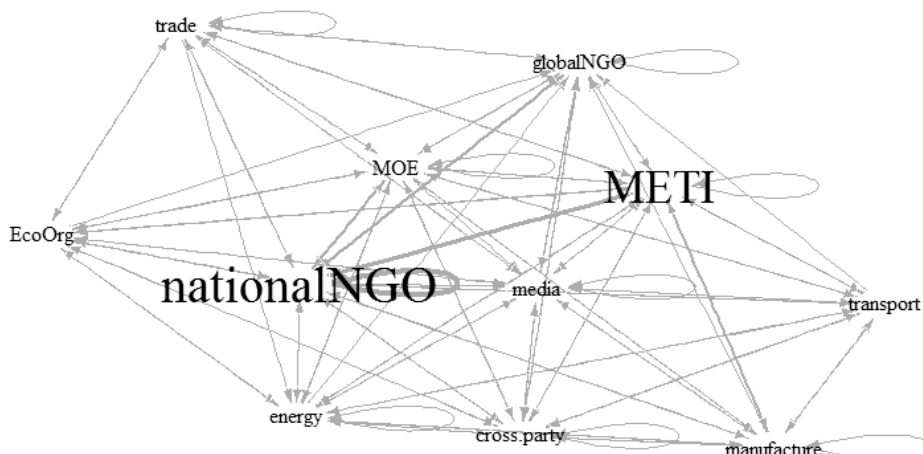 trade
globalNGO
MOE
METI
EcoOrg
nationalNGO
media
transport
energy
cross.party
manufacture